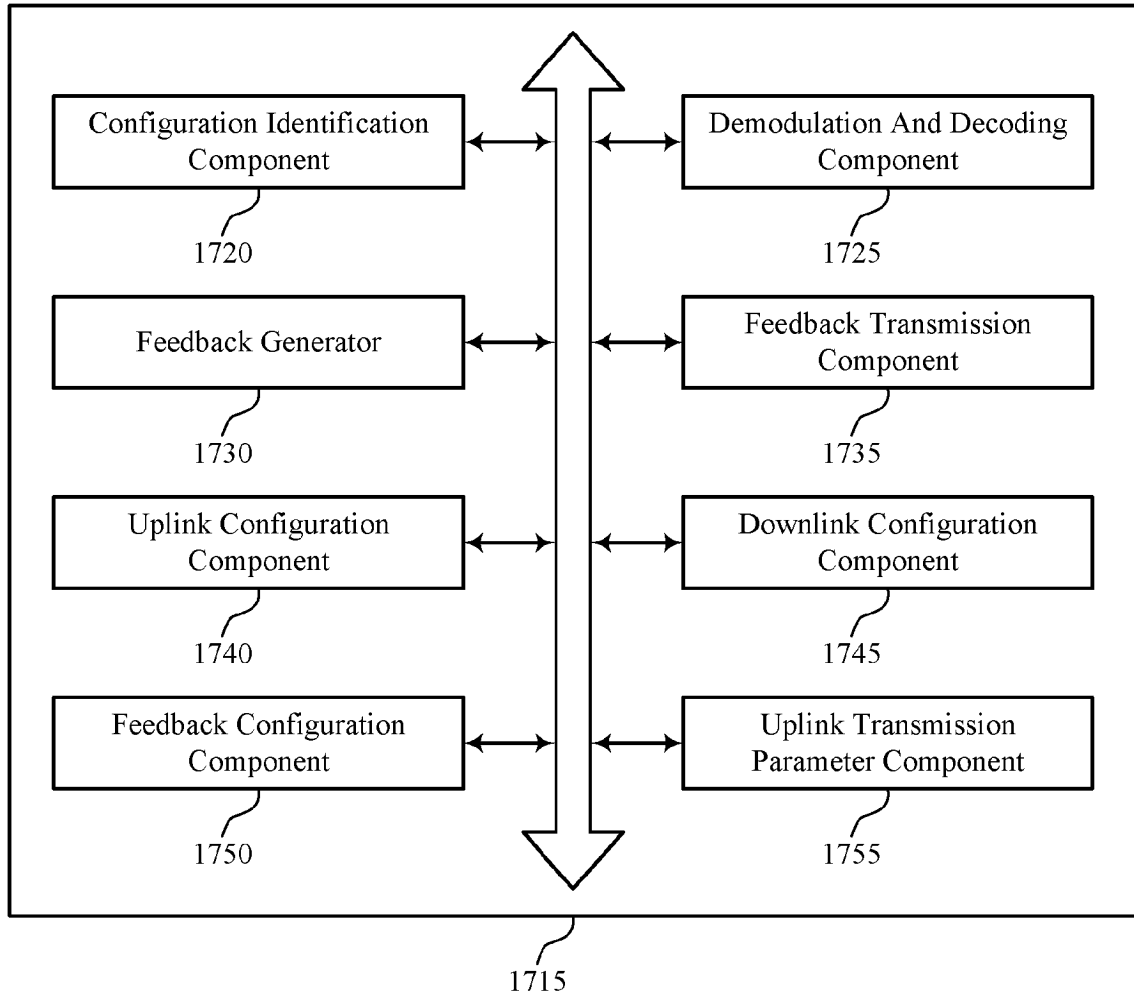 Configuration Identification
Component
1720
Demodulation And Decoding
Component
1725
Feedback Generator
1730
Feedback Transmission
Component
1735
Uplink Configuration
Component
1740
Downlink Configuration
Component
1745
Feedback Configuration
Component
1750
Uplink Transmission
Parameter Component
1755
1715